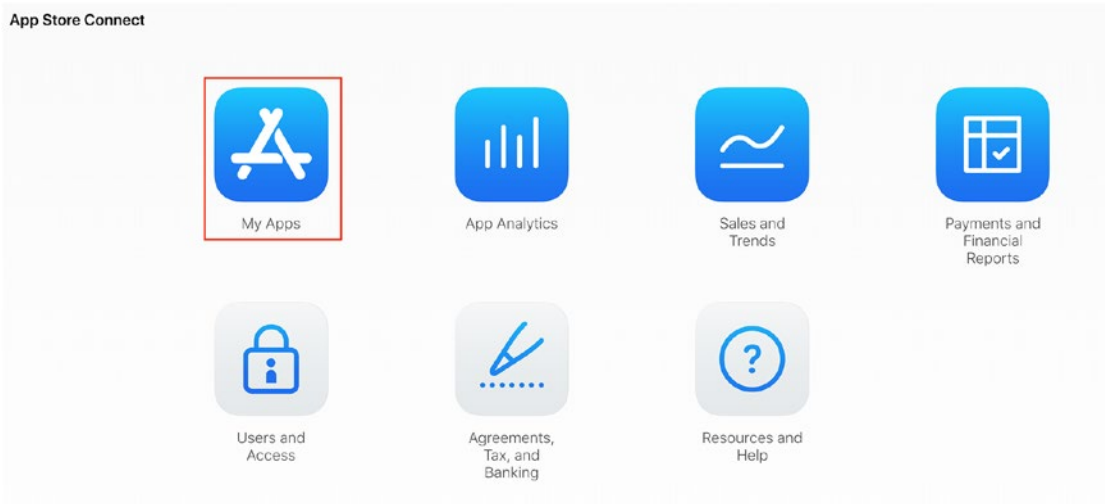 App Store Connect
My Apps
App Analytics
Sales and
Trends
Payments and
Financial
Reports
Users and
Access
Agreements,
Tax, and
Banking
?
Resources and
Help